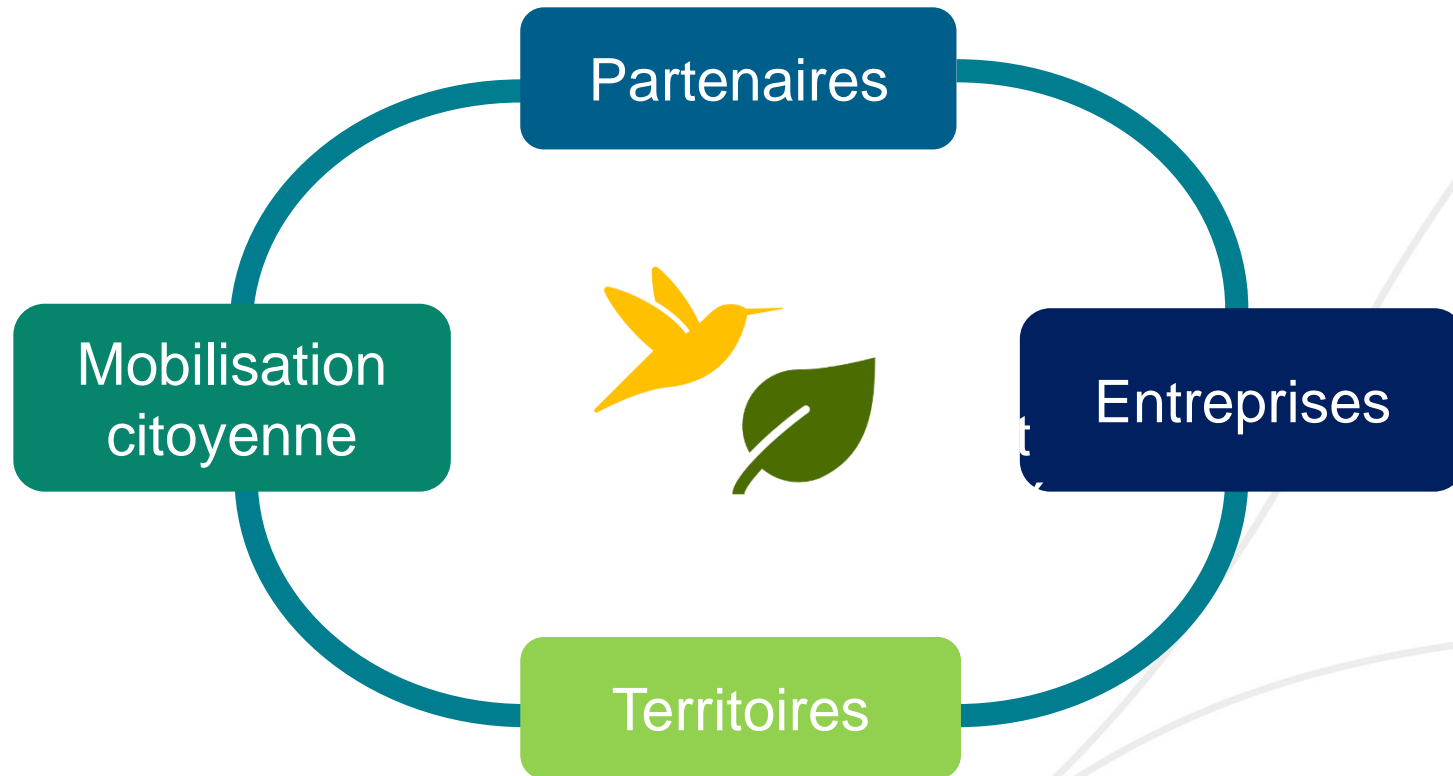 Partenaires
Mobilisation
citoyenne
Entreprises
Territoires